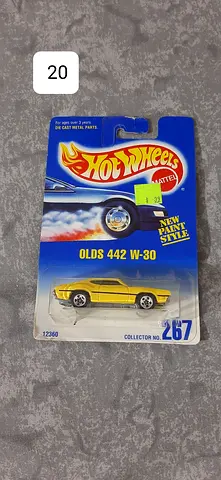 20
For ages over 3 years
DIE CAST METAL PARTS.
HOT WHEELS
MATTEL
NEW
PAINT
STYLE
OLDS 442 W-30
12360
COLLECTOR NO. 267